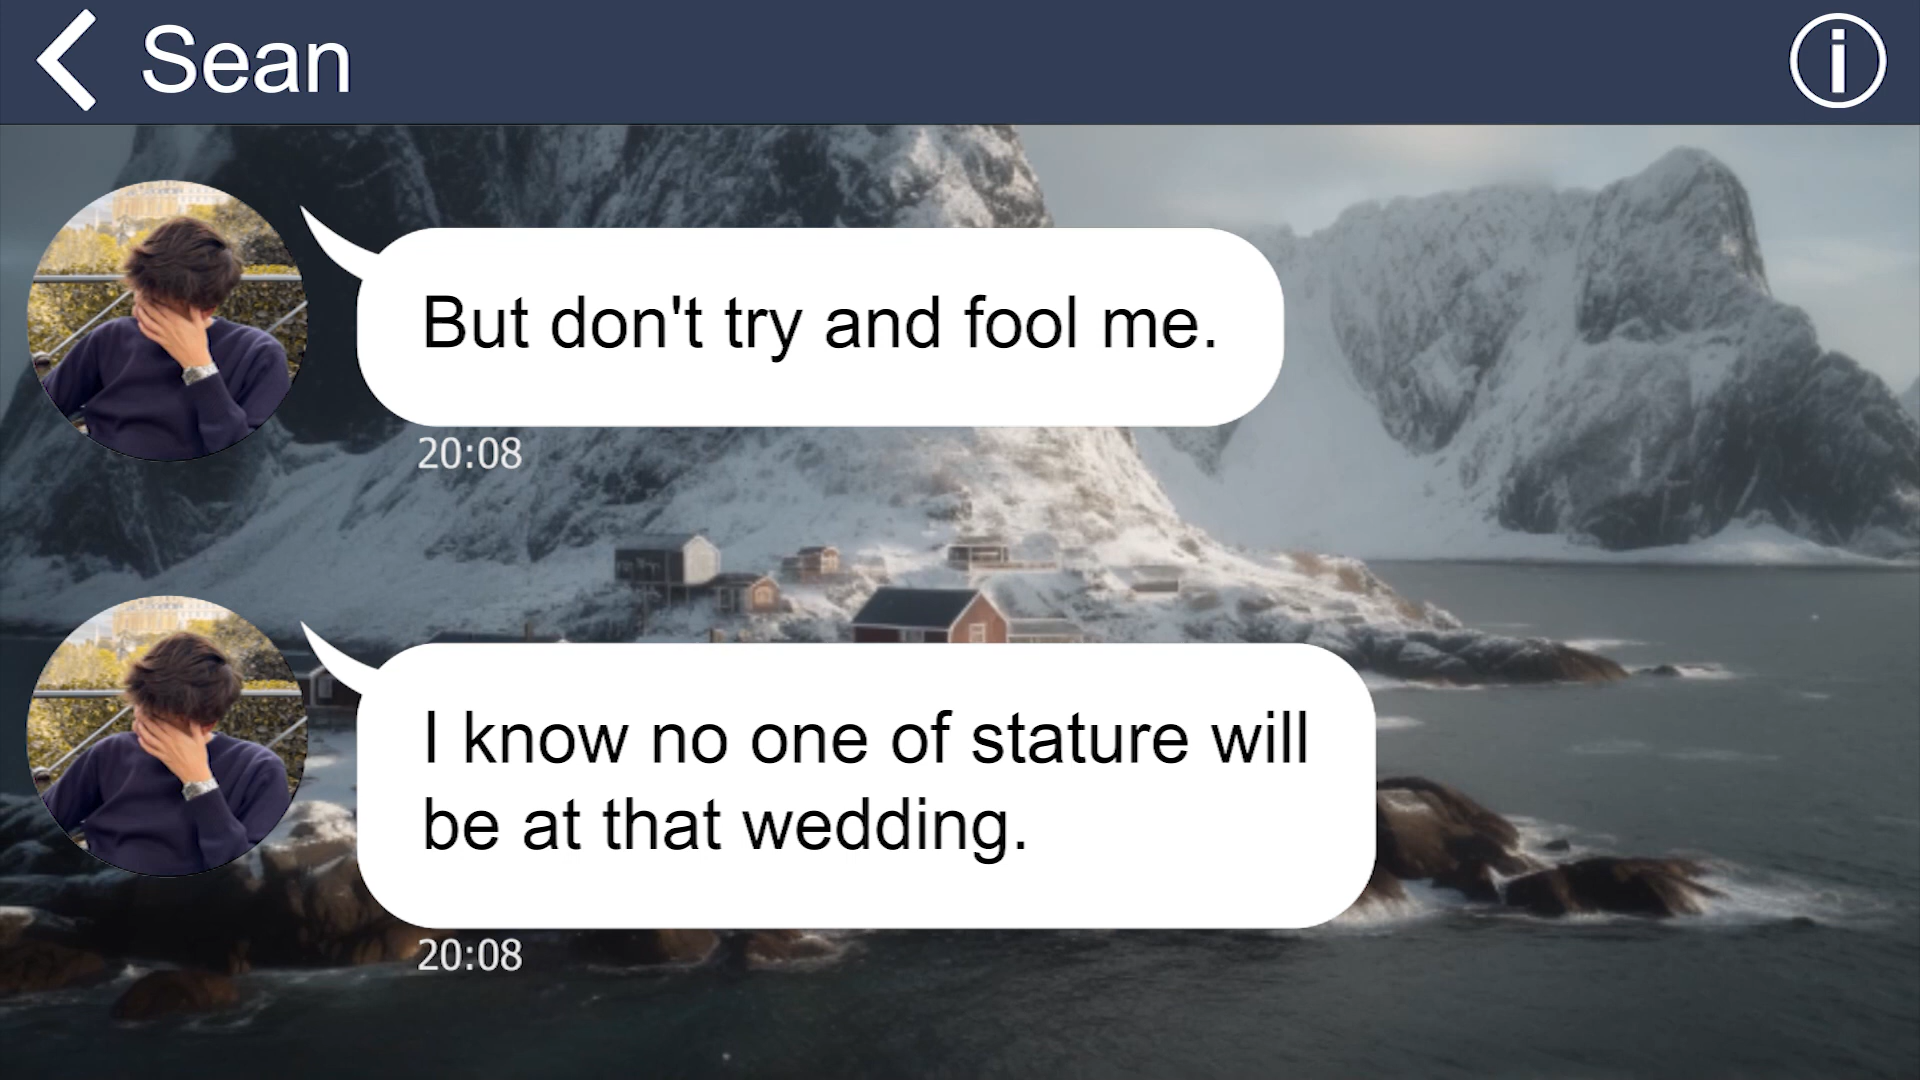 Sean
But don't try and fool me.
20:08
I know no one of stature will
be at that wedding.
20:08